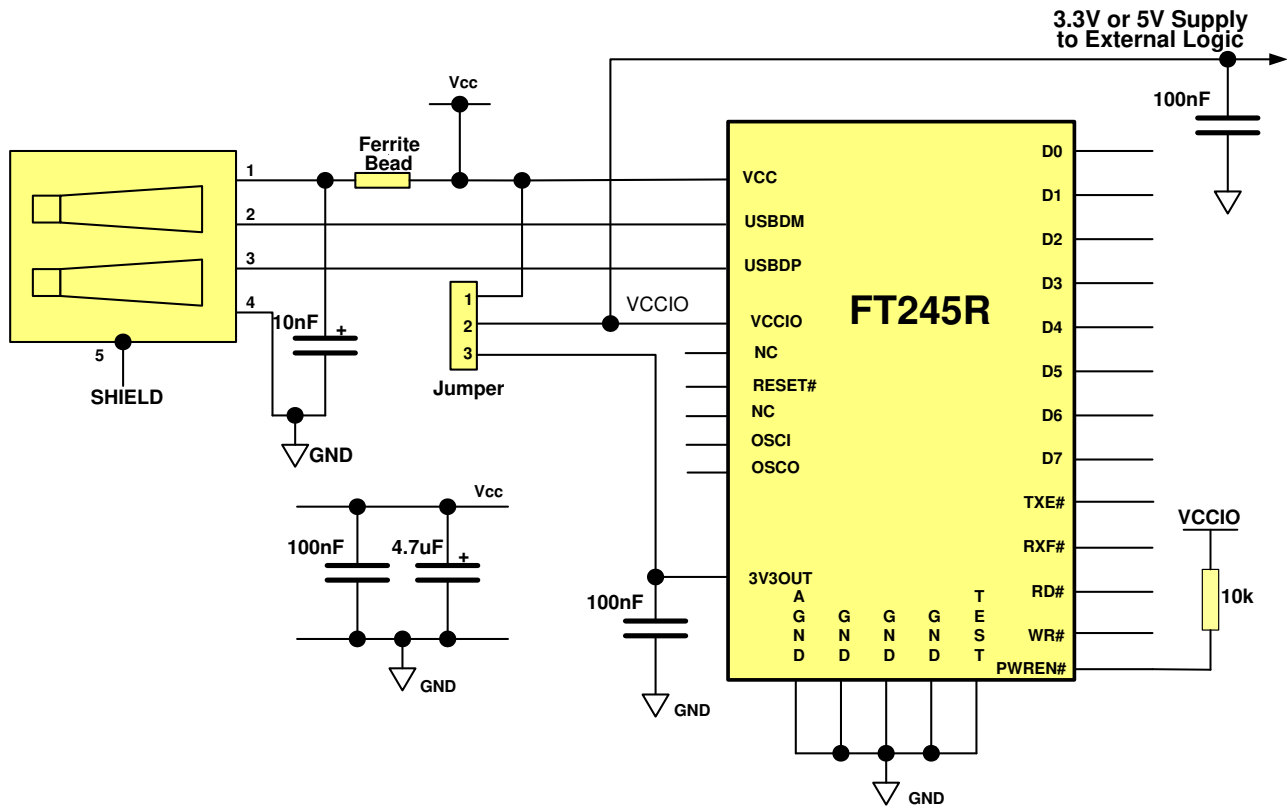 3.3V or 5V Supply
to External Logic
100nF
Vcc
Ferrite
Bead
1
2
3
4
5
SHIELD
10nF
+
GND
1
2
3
Jumper
VCCIO
FT245R
VCC
USBDM
USBDP
VCCIO
NC
RESET#
NC
OSCI
OSCO
3V3OUT
AGND
GND
GND
GND
TEST
D0
D1
D2
D3
D4
D5
D6
D7
TXE#
RXF#
RD#
WR#
PWREN#
VCCIO
10k
Vcc
100nF
4.7uF
+
GND
100nF
GND
GND